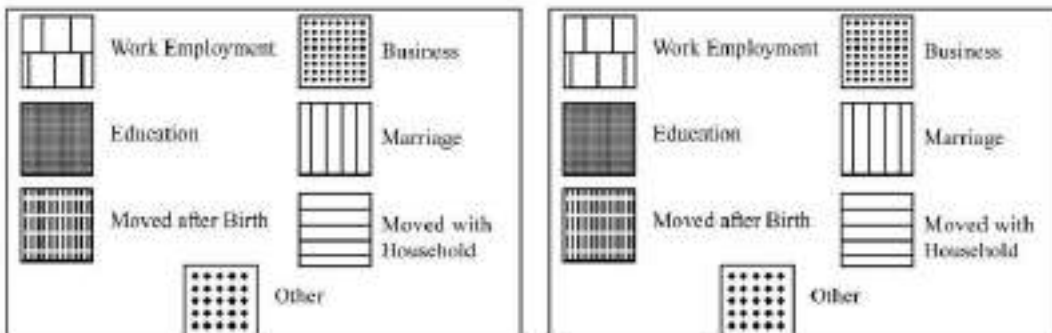 Work Employment
Business
Education
Marriage
Moved after Birth
Moved with
Household
Other
Work Employment
Business
Education
Marriage
Moved after Birth
Moved with
Household
Other